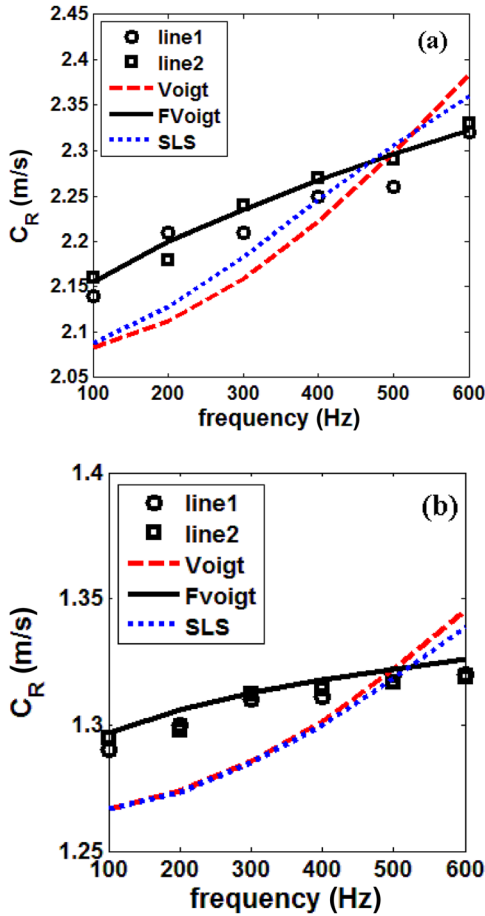 (a)
line1
line2
Voigt
FVoigt
SLS
2.45
2.4
2.35
2.3
2.25
2.2
2.15
2.1
2.05
C_R (m/s)
100 200 300 400 500 600
frequency (Hz)
(b)
line1
line2
Voigt
Fvoigt
SLS
1.4
1.35
1.3
1.25
C_R (m/s)
100 200 300 400 500 600
frequency (Hz)